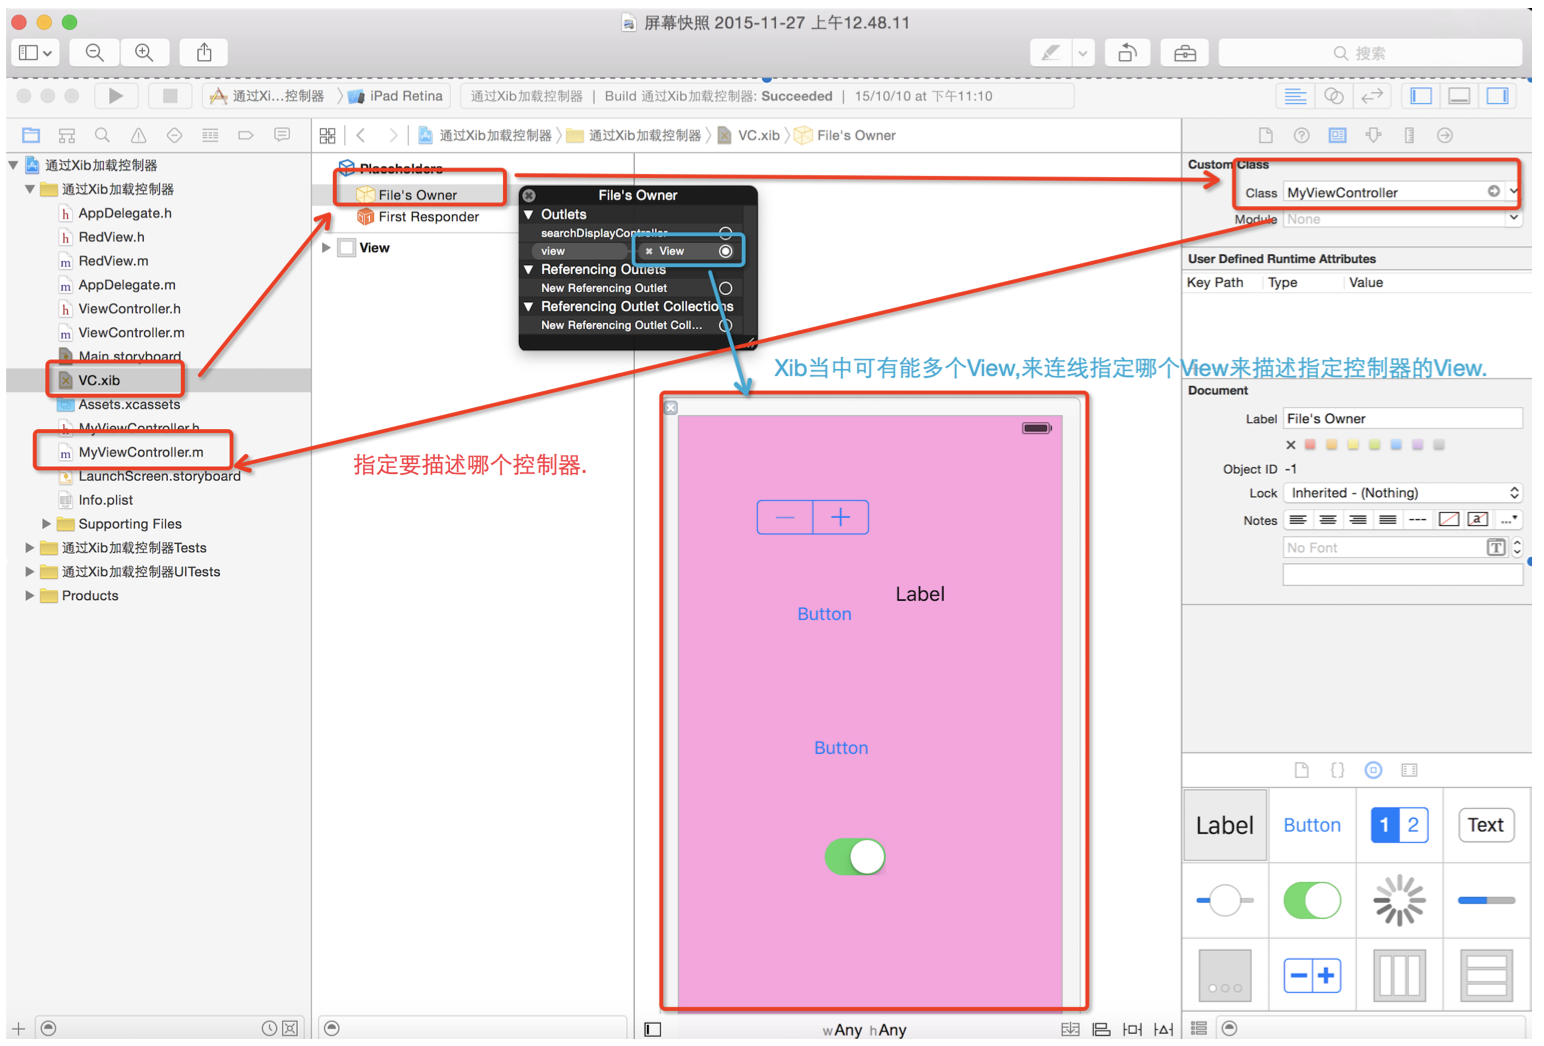 屏幕快照 2015-11-27 上午12.48.11
搜索
通过Xi...控制器 iPad Retina
通过Xib加载控制器 | Build 通过Xib加载控制器: Succeeded | 15/10/10 at 下午11:10
通过Xib加载控制器 通过Xib加载控制器 VC.xib File's Owner
通过Xib加载控制器
通过Xib加载控制器
AppDelegate.h
RedView.h
RedView.m
AppDelegate.m
ViewController.h
ViewController.m
Main.storyboard
VC.xib
Assets.xcassets
MyViewController.h
MyViewController.m
LaunchScreen.storyboard
Info.plist
Supporting Files
通过Xib加载控制器Tests
通过Xib加载控制器UITests
Products
Placeholders
File's Owner
First Responder
View
File's Owner
Outlets
searchDisplayController
view View
Referencing Outlets
New Referencing Outlet
Referencing Outlet Collections
New Referencing Outlet Coll...
Xib当中可有能多个View,来连线指定哪个View来描述指定控制器的View.
指定要描述哪个控制器.
Label
Button
Button
wAny hAny
Custom Class
Class MyViewController
Module None
User Defined Runtime Attributes
Key Path Type Value
Document
Label File's Owner
Object ID -1
Lock Inherited - (Nothing)
Notes
No Font
Label Button 1 2 Text